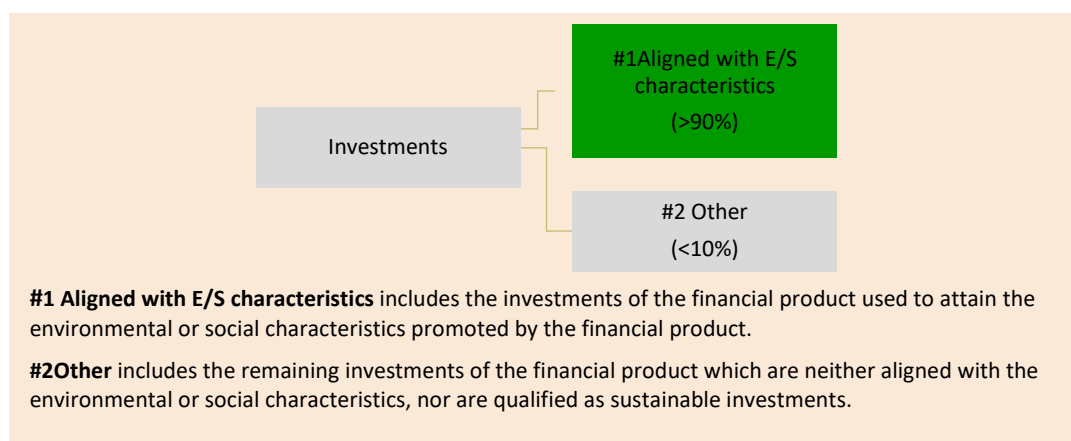 #1Aligned with E/S
characteristics
(>90%)
Investments
#2 Other
(<10%)
#1 Aligned with E/S characteristics includes the investments of the financial product used to attain the
environmental or social characteristics promoted by the financial product.
#2Other includes the remaining investments of the financial product which are neither aligned with the
environmental or social characteristics, nor are qualified as sustainable investments.